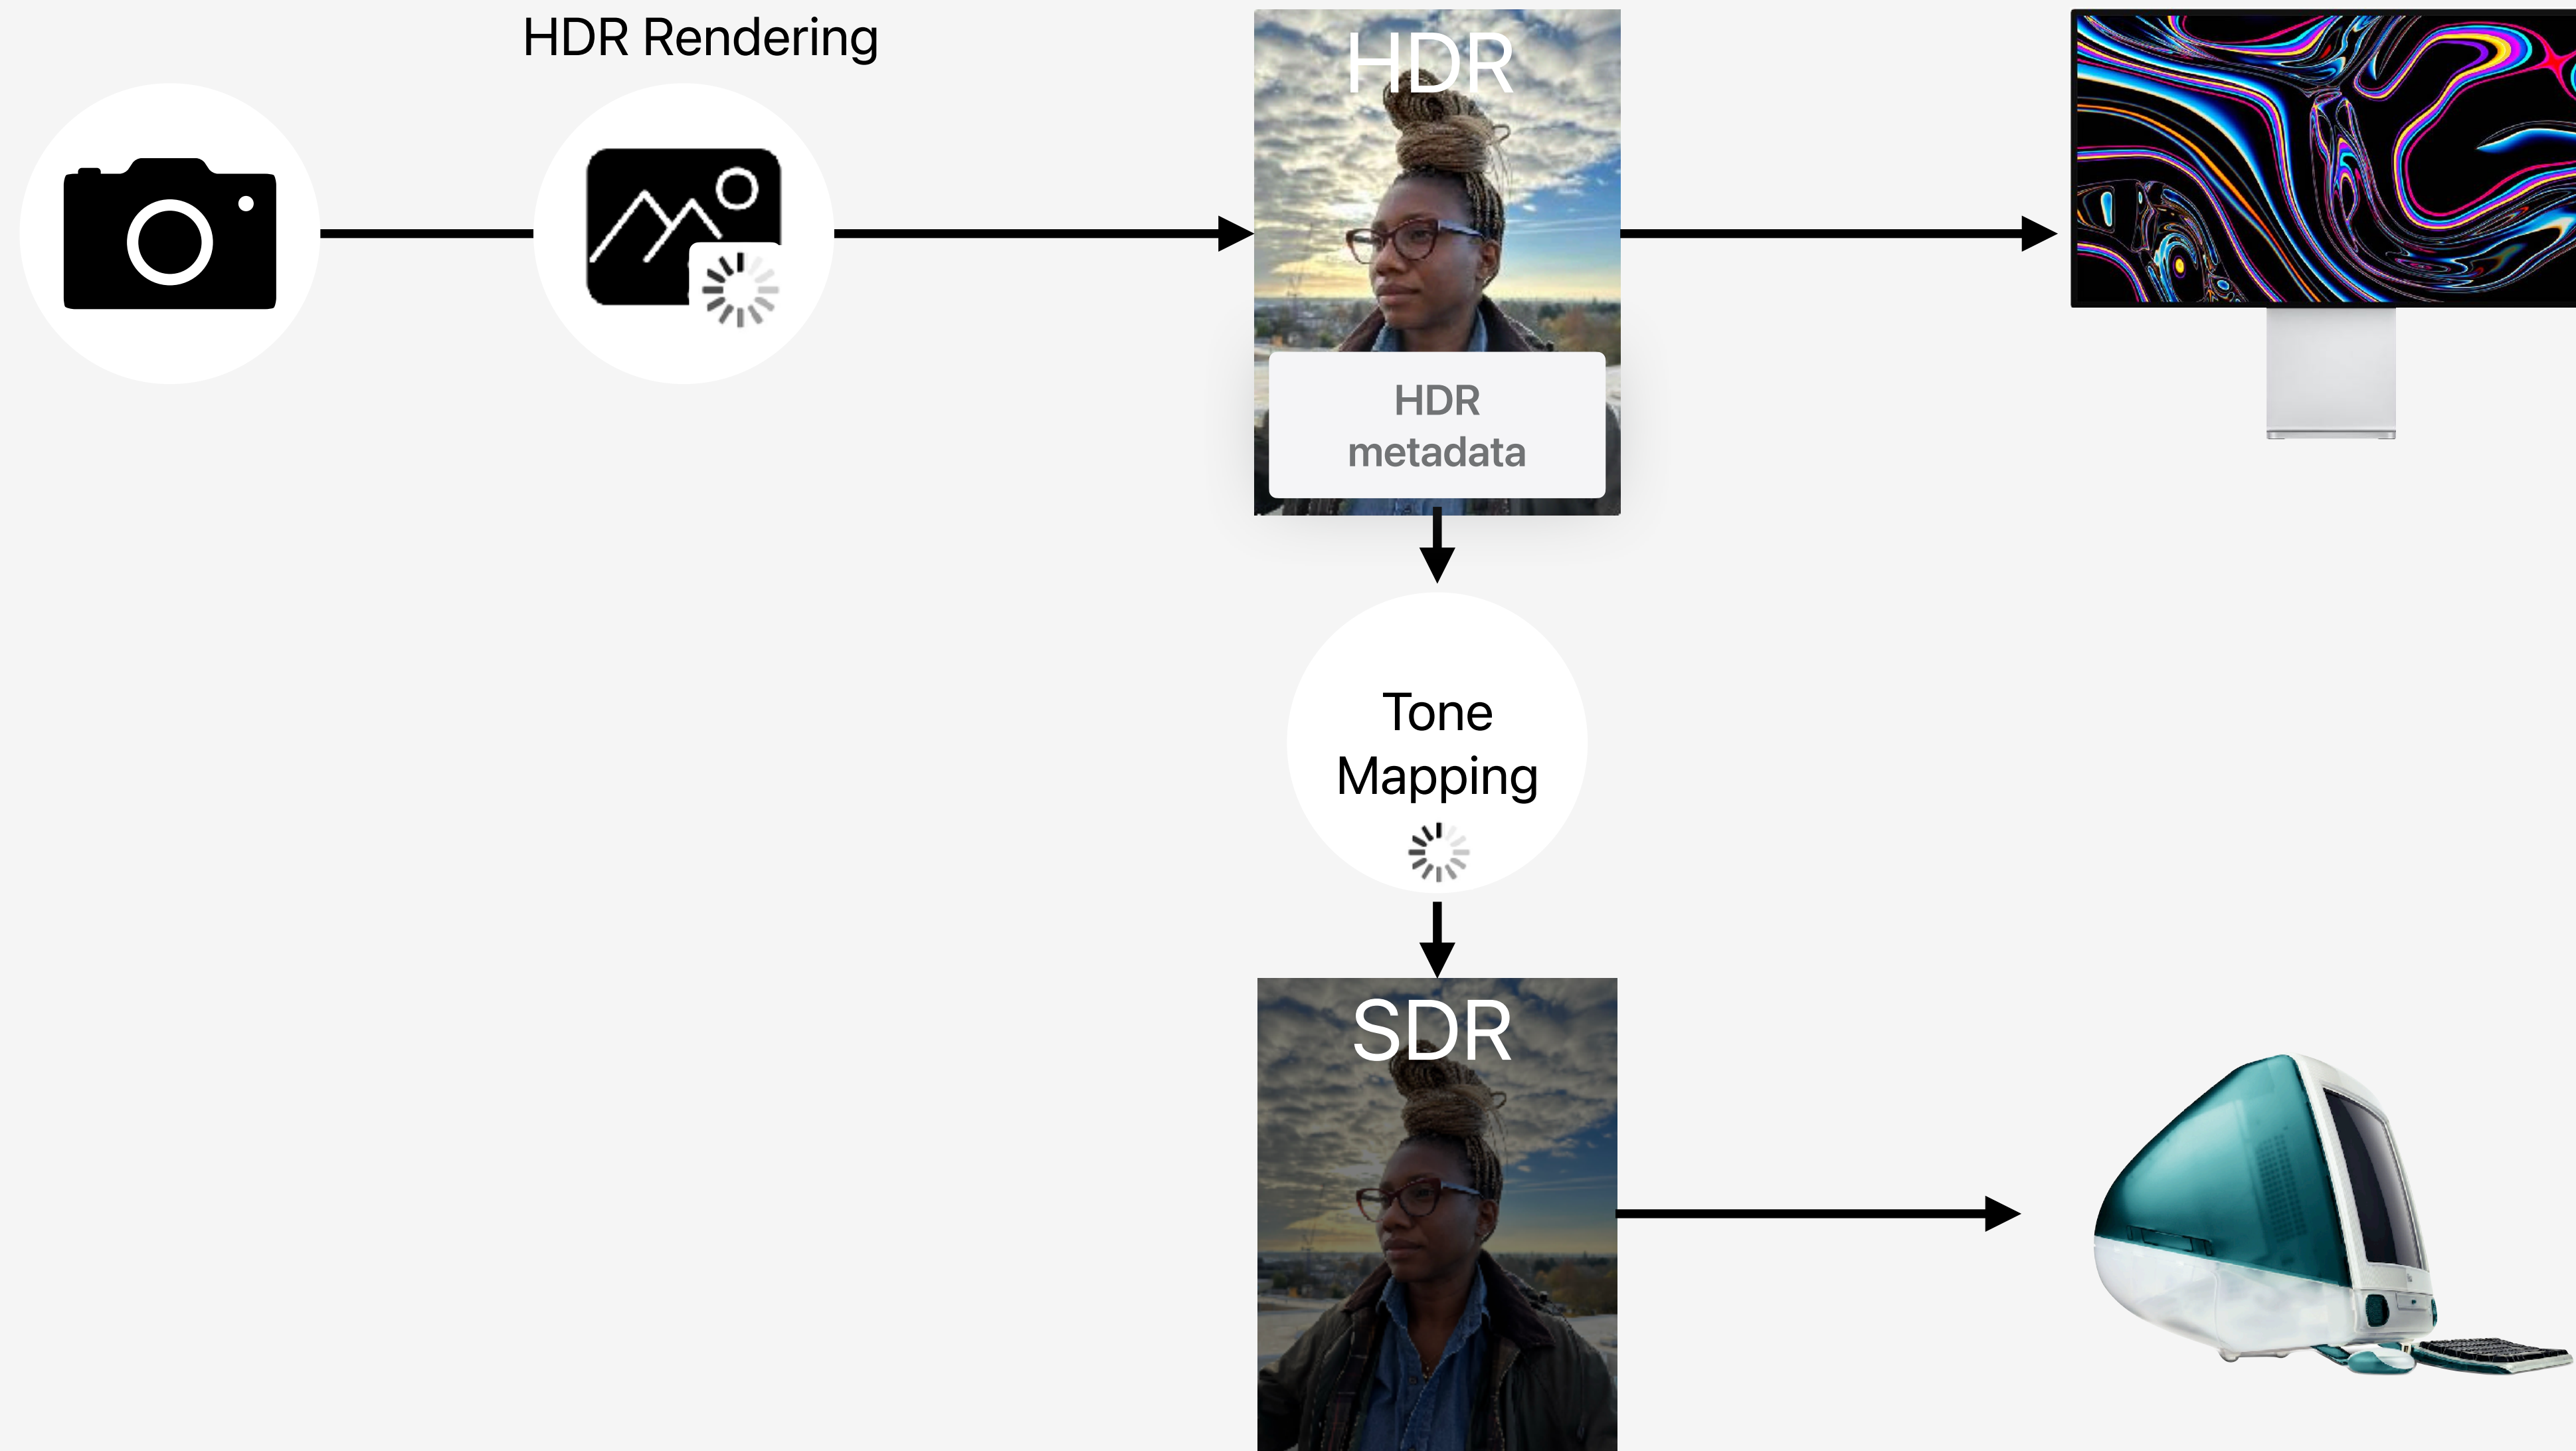 HDR Rendering
HDR
HDR
metadata
Tone
Mapping
SDR